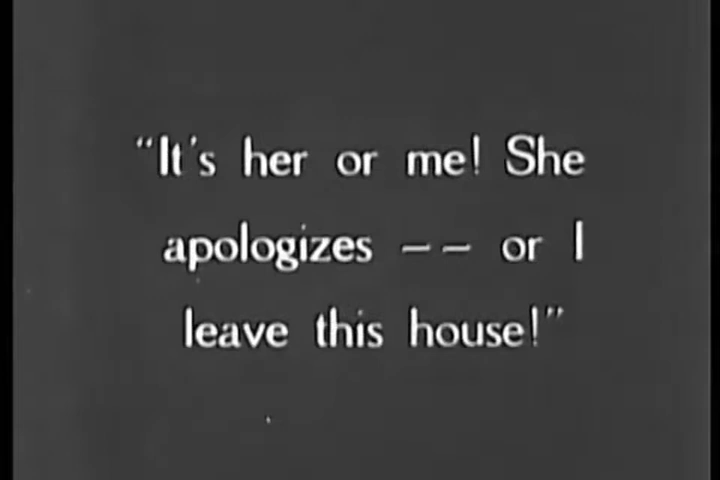 “It's her or me! She
apologizes -- or I
leave this house!”